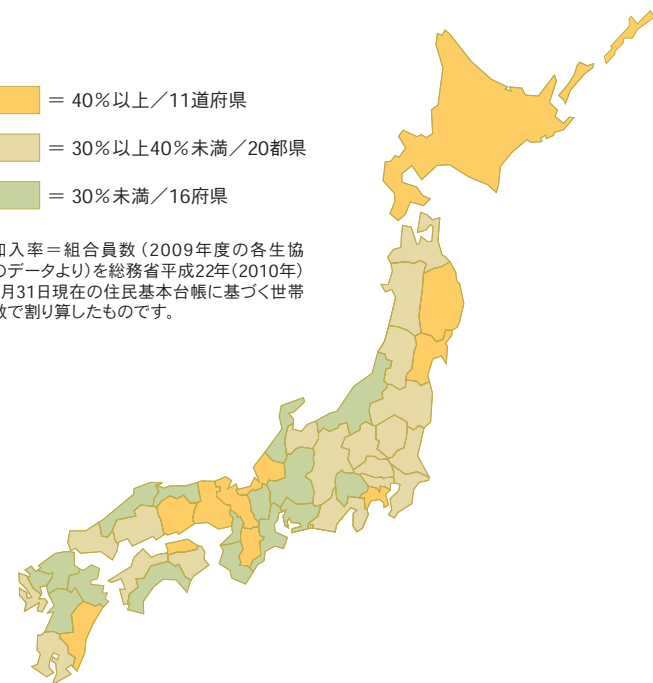 = 40%以上／11道府県
= 30%以上40%未満／20都県
= 30%未満／16府県
加入率＝組合員数（2009年度の各生協
のデータより）を総務省平成22年（2010年）
月31日現在の住民基本台帳に基づく世帯
数で割り算したものです。